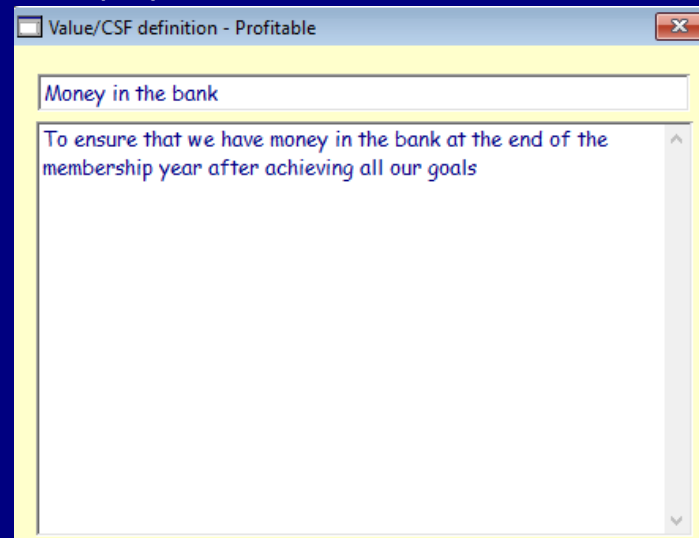 Value/CSF definition - Profitable
Money in the bank
To ensure that we have money in the bank at the end of the
membership year after achieving all our goals